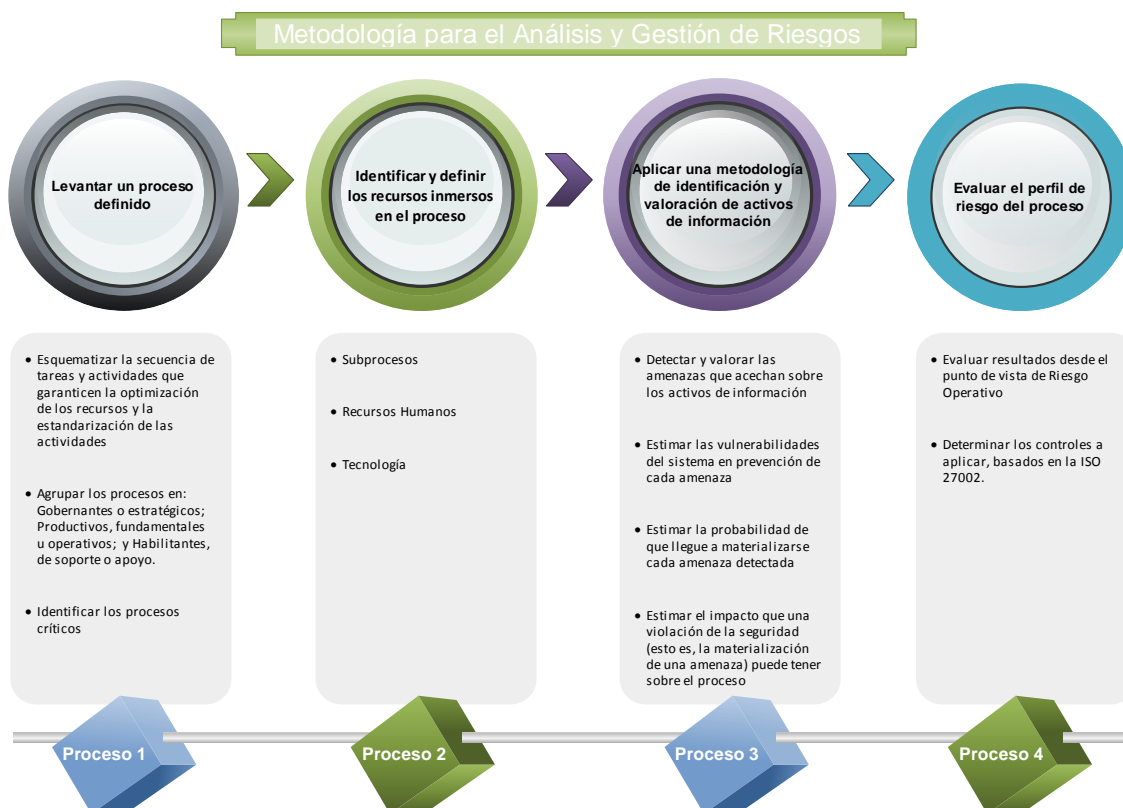 Metodología para el Análisis y Gestión de Riesgos
Levantar un proceso
definido
Identificar y definir
los recursos inmersos
en el proceso
Aplicar una metodología
de identificación y
valoración de activos
de información
Evaluar el perfil de
riesgo del proceso
• Esquematizar la secuencia de
tareas y actividades que
garanticen la optimización
de los recursos y la
estandarización de las
actividades
• Agrupar los procesos en:
Gobernantes o estratégicos;
Productivos, fundamentales
u operativos; y Habilitantes,
de soporte o apoyo.
• Identificar los procesos
críticos
• Subprocesos
• Recursos Humanos
• Tecnología
• Detectar y valorar las
amenazas que acechan sobre
los activos de información
• Estimar las vulnerabilidades
del sistema en prevención de
cada amenaza
• Estimar la probabilidad de
que llegue a materializarse
cada amenaza detectada
• Estimar el impacto que una
violación de la seguridad
(esto es, la materialización
de una amenaza) puede tener
sobre el proceso
• Evaluar resultados desde el
punto de vista de Riesgo
Operativo
• Determinar los controles a
aplicar, basados en la ISO
27002.
Proceso 1
Proceso 2
Proceso 3
Proceso 4